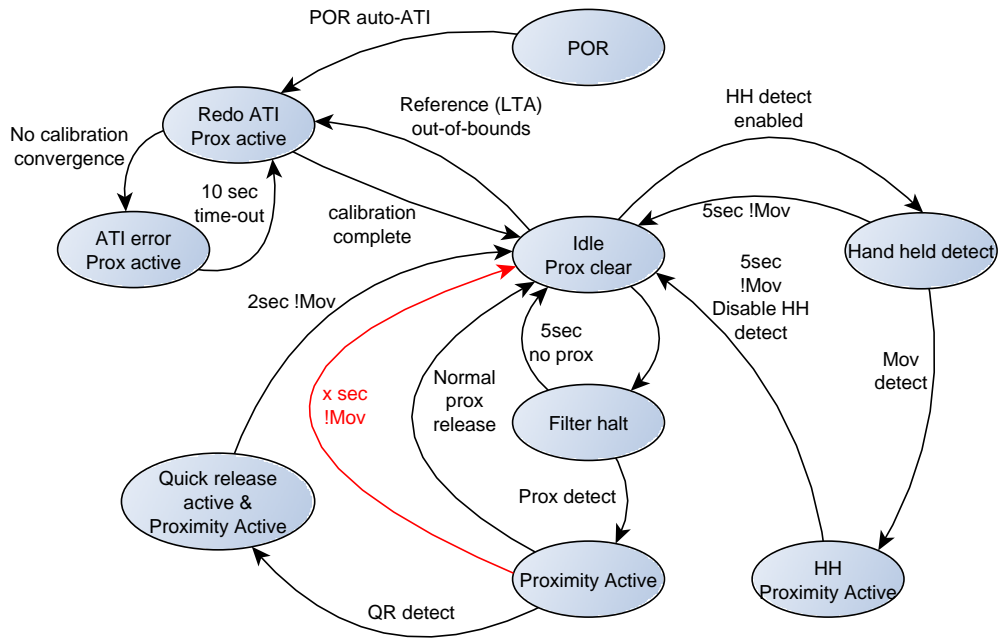 POR auto-ATI
POR
Redo ATI
Prox active
Reference (LTA)
out-of-bounds
HH detect
enabled
No calibration
convergence
10 sec
time-out
calibration
complete
ATI error
Prox active
Idle
Prox clear
5sec !Mov
Hand held detect
2sec !Mov
5sec
!Mov
Disable HH
detect
5sec
no prox
Mov
detect
x sec
!Mov
Normal
prox
release
Filter halt
Quick release
active &
Proximity Active
Prox detect
Proximity Active
HH
Proximity Active
QR detect